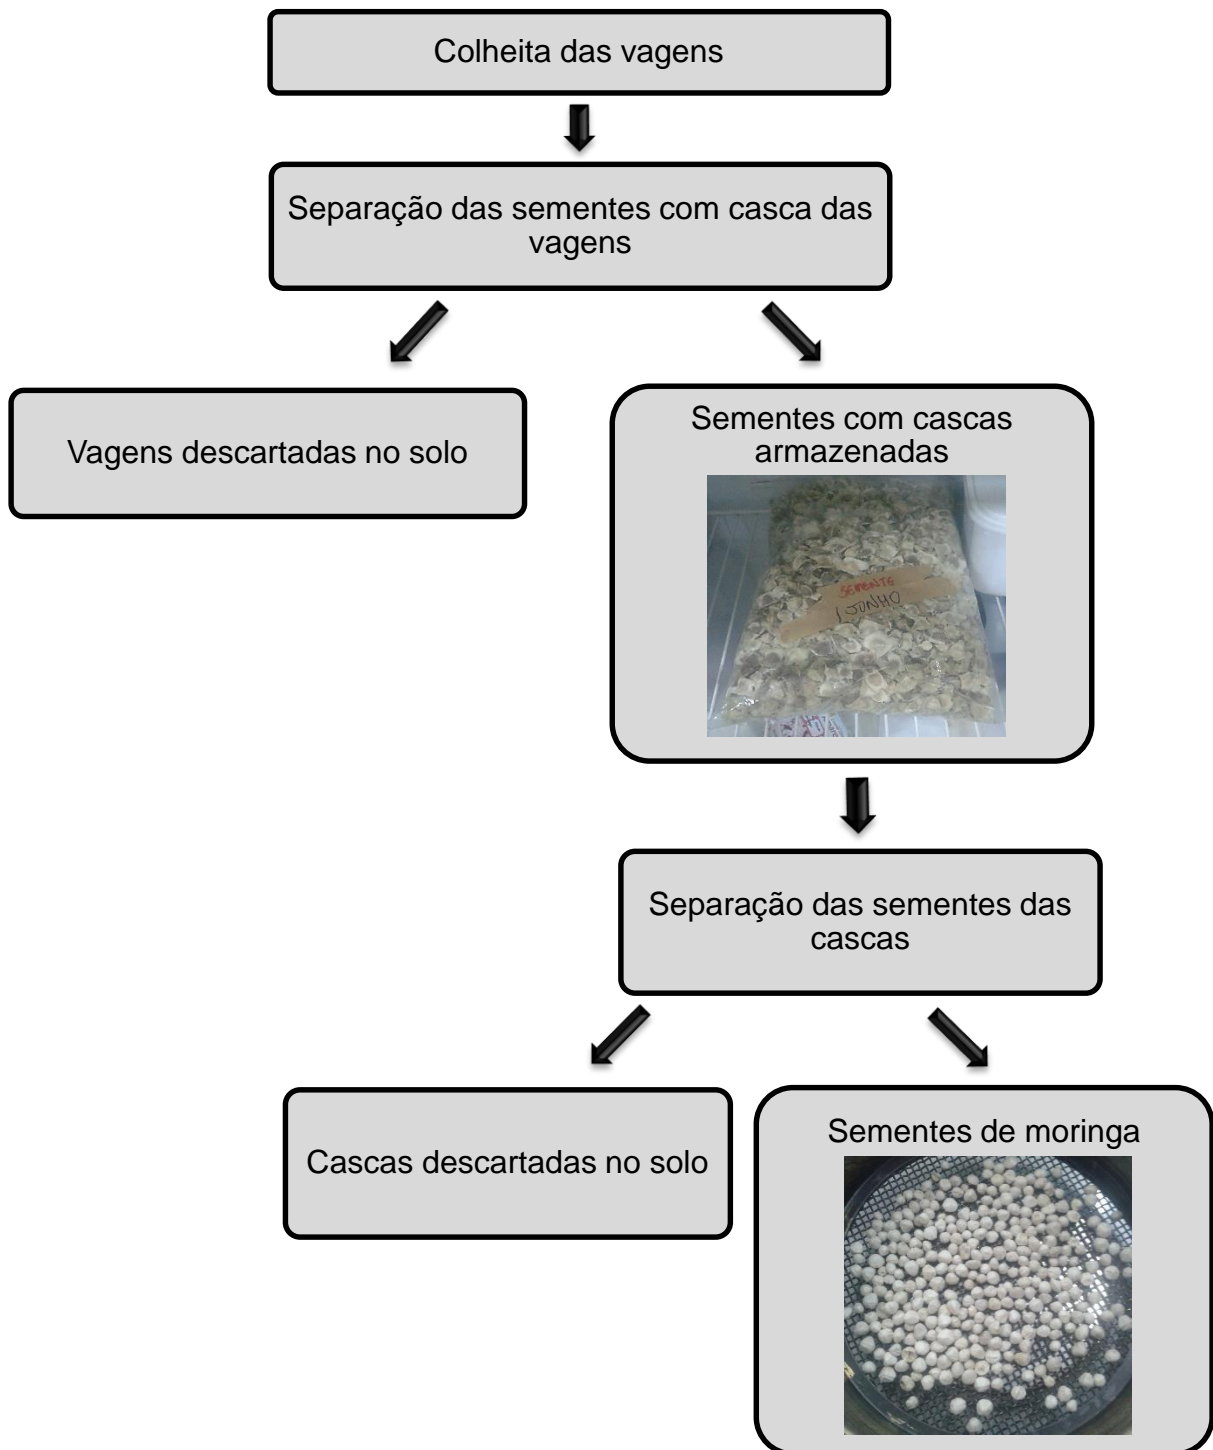 Colheita das vagens
Separação das sementes com casca das
vagens
Vagens descartadas no solo
Sementes com cascas
armazenadas
SEMENTE
1 JUNHO
Separação das sementes das
cascas
Cascas descartadas no solo
Sementes de moringa